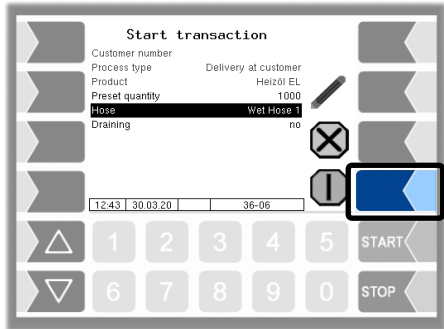 Start transaction
Customer number
Process type Delivery at customer
Product Heizöl EL
Preset quantity 1000
Hose Wet Hose 1
Draining no
12:43 30.03.20 36-06
1 2 3 4 5 START
6 7 8 9 0 STOP